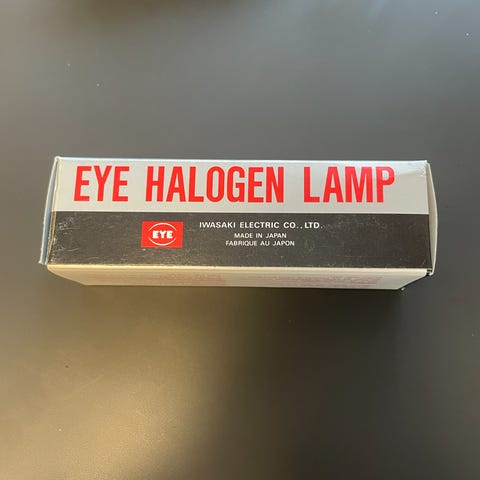 EYE HALOGEN LAMP
EYE
IWASAKI ELECTRIC CO., LTD.
MADE IN JAPAN
FABRIQUE AU JAPON